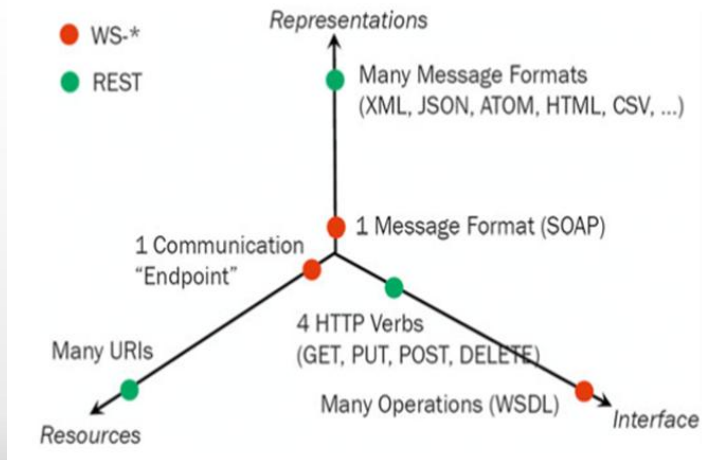 Representations
WS-*
REST
Many Message Formats
(XML, JSON, ATOM, HTML, CSV, ...)
1 Message Format (SOAP)
1 Communication
“Endpoint”
4 HTTP Verbs
(GET, PUT, POST, DELETE)
Many URIs
Many Operations (WSDL)
Interface
Resources